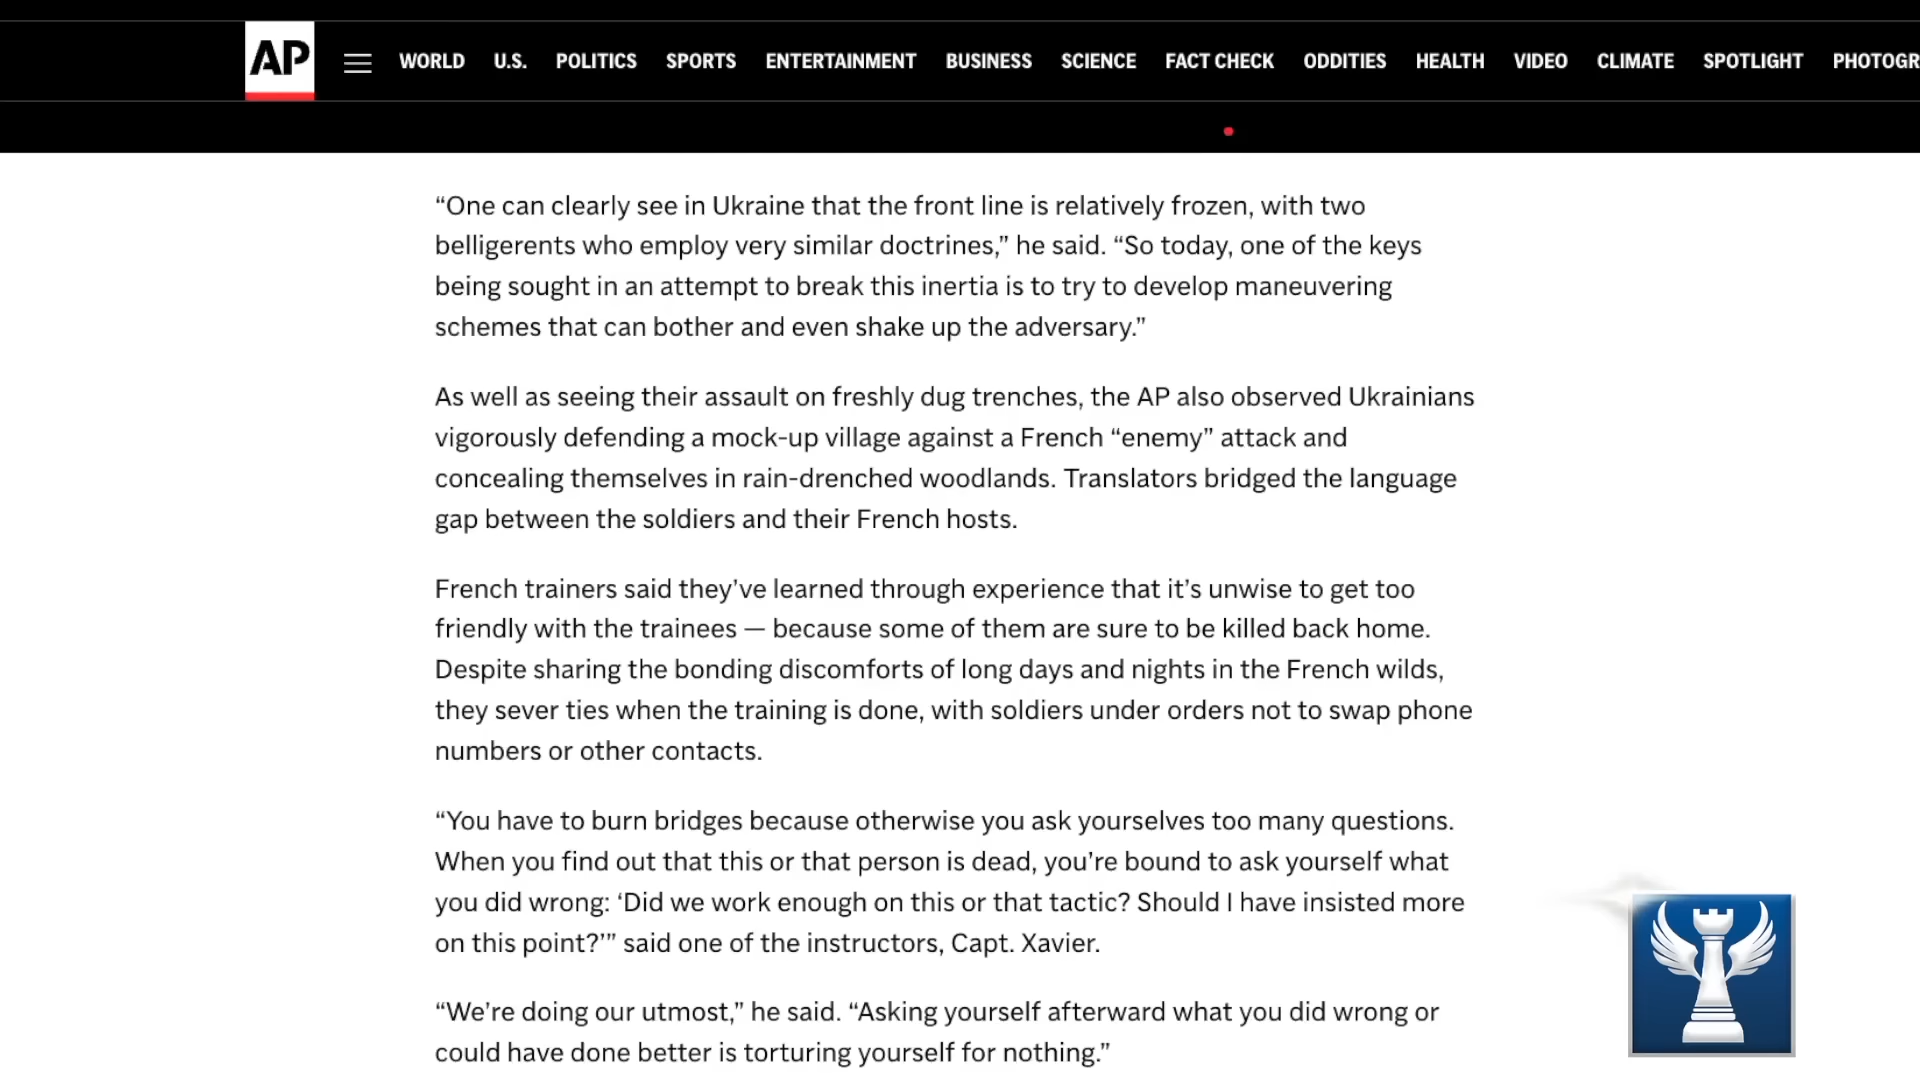 AP
WORLD U.S. POLITICS SPORTS ENTERTAINMENT BUSINESS SCIENCE FACT CHECK ODDITIES HEALTH VIDEO CLIMATE SPOTLIGHT PHOTOGR
“One can clearly see in Ukraine that the front line is relatively frozen, with two
belligerents who employ very similar doctrines,” he said. “So today, one of the keys
being sought in an attempt to break this inertia is to try to develop maneuvering
schemes that can bother and even shake up the adversary.”
As well as seeing their assault on freshly dug trenches, the AP also observed Ukrainians
vigorously defending a mock-up village against a French “enemy” attack and
concealing themselves in rain-drenched woodlands. Translators bridged the language
gap between the soldiers and their French hosts.
French trainers said they’ve learned through experience that it’s unwise to get too
friendly with the trainees — because some of them are sure to be killed back home.
Despite sharing the bonding discomforts of long days and nights in the French wilds,
they sever ties when the training is done, with soldiers under orders not to swap phone
numbers or other contacts.
“You have to burn bridges because otherwise you ask yourselves too many questions.
When you find out that this or that person is dead, you’re bound to ask yourself what
you did wrong: ‘Did we work enough on this or that tactic? Should I have insisted more
on this point?’” said one of the instructors, Capt. Xavier.
“We’re doing our utmost,” he said. “Asking yourself afterward what you did wrong or
could have done better is torturing yourself for nothing.”